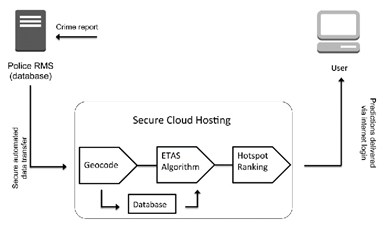 Crime report
Police RMS
(database)
User
Secure automated
data transfer
Secure Cloud Hosting
Geocode
ETAS
Algorithm
Hotspot
Ranking
Database
Predictions delivered
via internet login